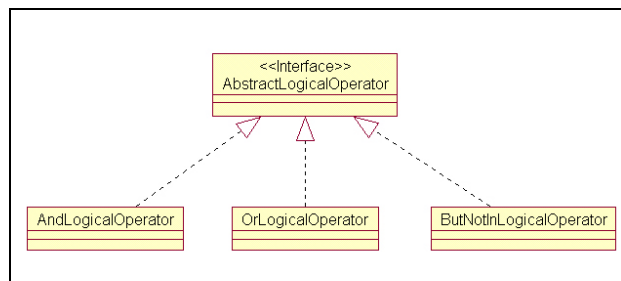 <<Interface>>
AbstractLogicalOperator
AndLogicalOperator
OrLogicalOperator
ButNotInLogicalOperator